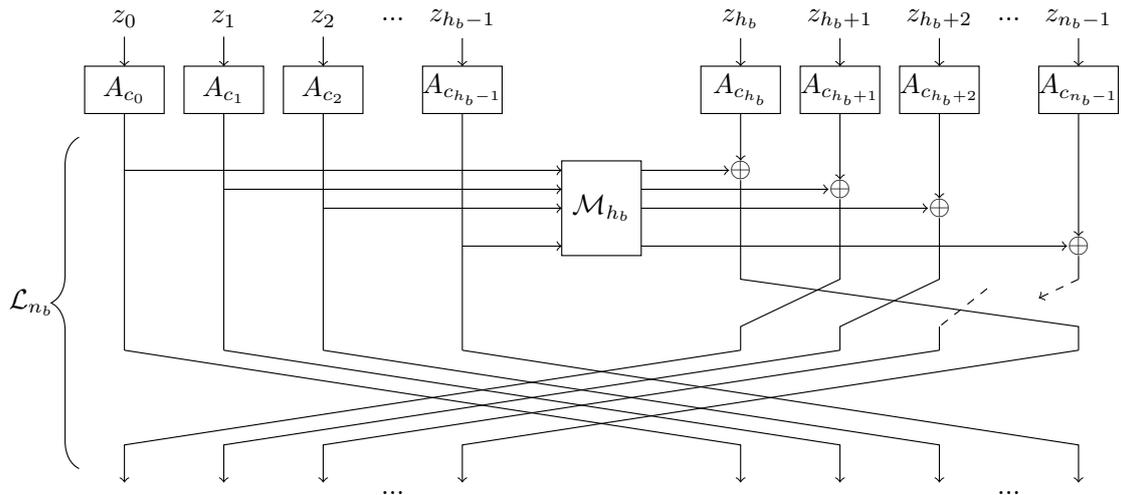 z_0 z_1 z_2 ... z_{h_b-1} z_{h_b} z_{h_b+1} z_{h_b+2} ... z_{n_b-1}
A_{c_0} A_{c_1} A_{c_2} A_{c_{h_b-1}} A_{c_{h_b}} A_{c_{h_b+1}} A_{c_{h_b+2}} A_{c_{n_b-1}}
ℳ_{h_b}
ℒ_{n_b}
... ...